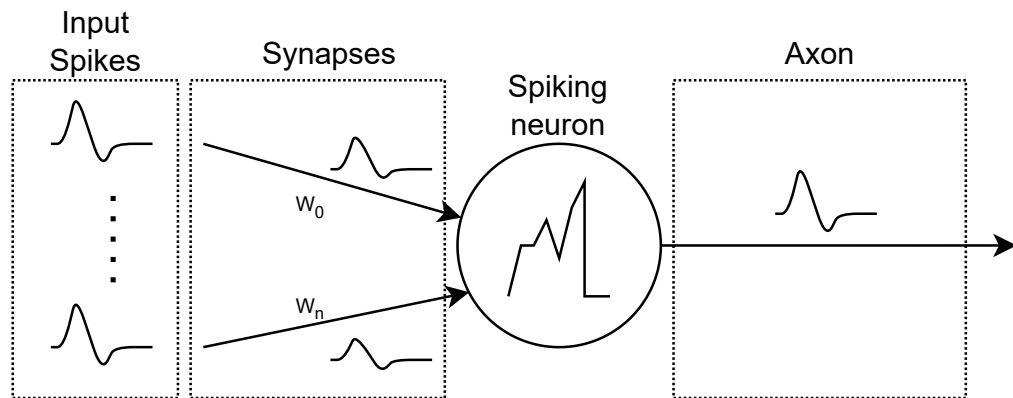 Input
Spikes
Synapses
Spiking
neuron
Axon
W₀
Wₙ